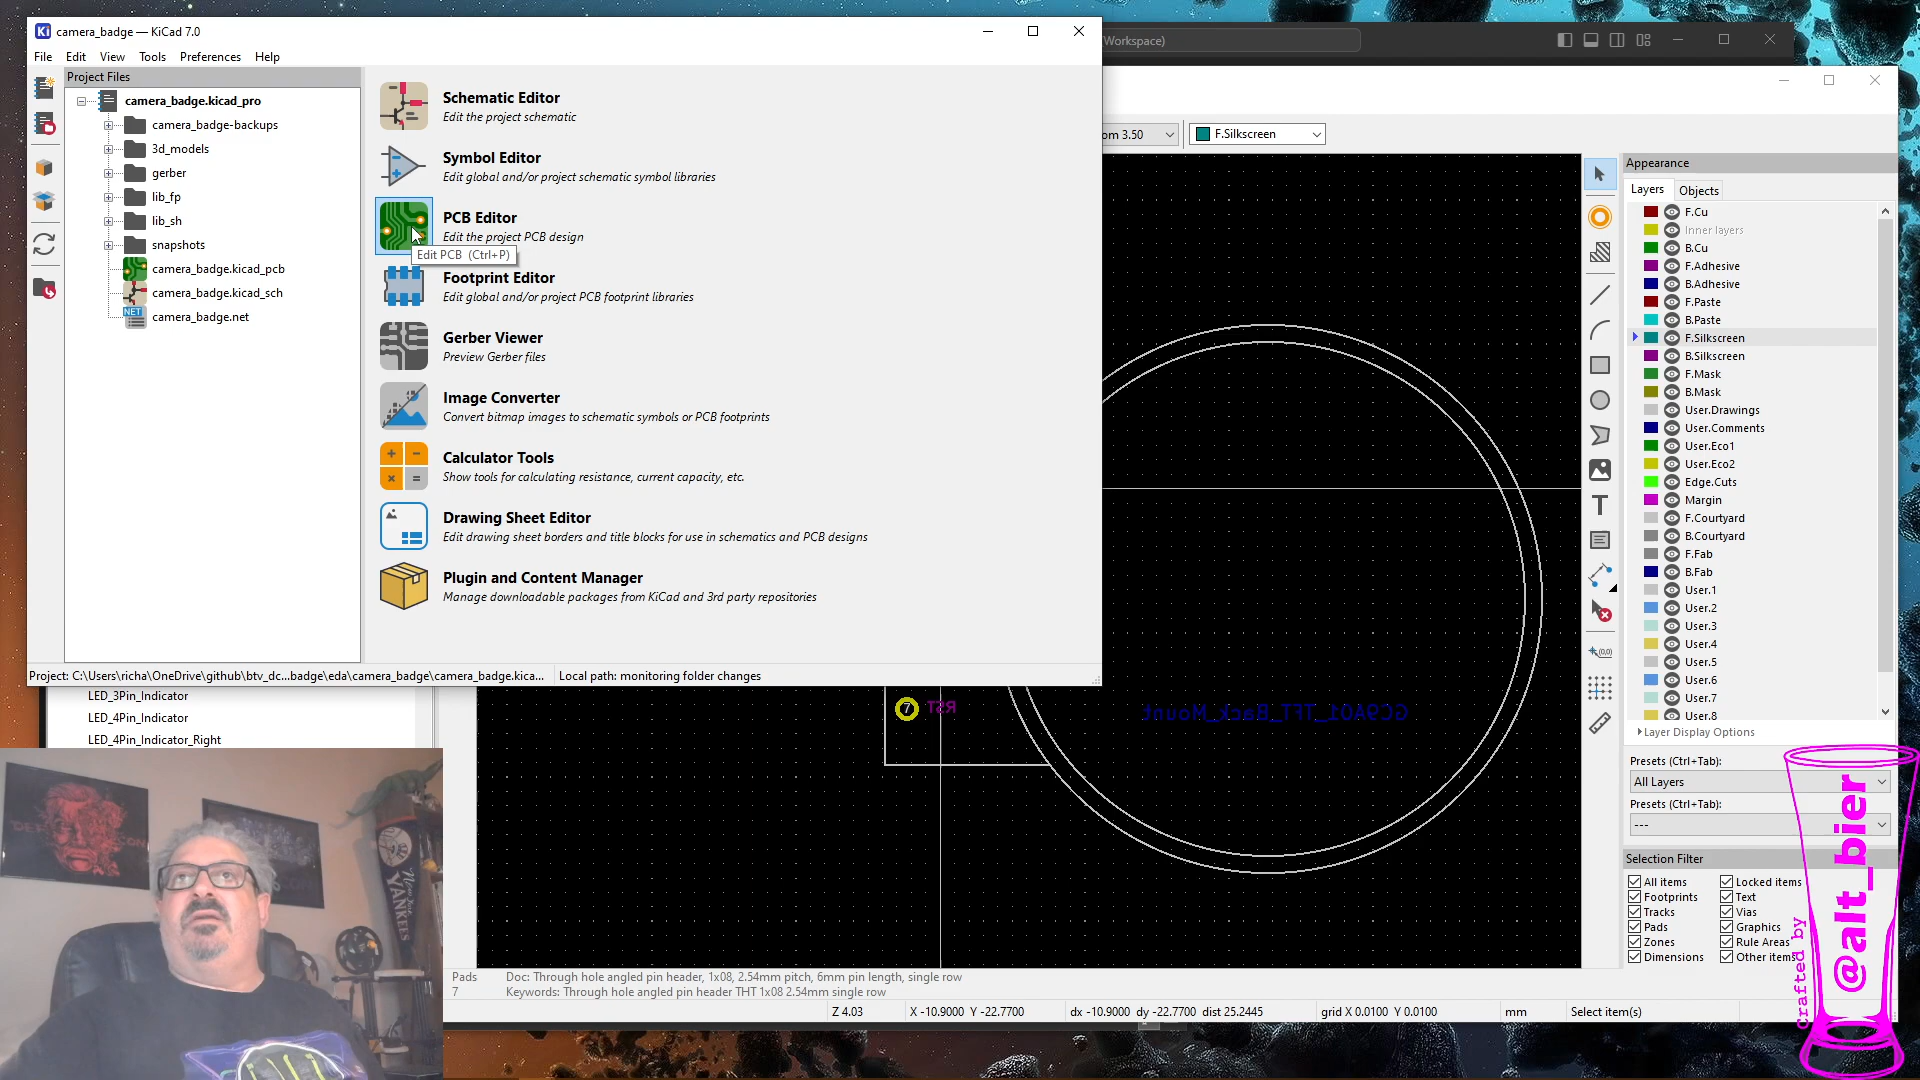 camera_badge — KiCad 7.0
File Edit View Tools Preferences Help
Project Files
camera_badge.kicad_pro
camera_badge-backups
3d_models
gerber
lib_fp
lib_sh
snapshots
camera_badge.kicad_pcb
camera_badge.kicad_sch
NET
camera_badge.net
Schematic Editor
Edit the project schematic
Symbol Editor
Edit global and/or project schematic symbol libraries
PCB Editor
Edit the project PCB design
Edit PCB (Ctrl+P)
Footprint Editor
Edit global and/or project PCB footprint libraries
Gerber Viewer
Preview Gerber files
Image Converter
Convert bitmap images to schematic symbols or PCB footprints
Calculator Tools
Show tools for calculating resistance, current capacity, etc.
Drawing Sheet Editor
Edit drawing sheet borders and title blocks for use in schematics and PCB designs
Plugin and Content Manager
Manage downloadable packages from KiCad and 3rd party repositories
Project: C:\Users\richa\OneDrive\github\btv_dc...badge\eda\camera_badge\camera_badge.kica...
Local path: monitoring folder changes
(Workspace)
om 3.50
F.Silkscreen
Appearance
Layers Objects
F.Cu
Inner layers
B.Cu
F.Adhesive
B.Adhesive
F.Paste
B.Paste
F.Silkscreen
B.Silkscreen
F.Mask
B.Mask
User.Drawings
User.Comments
User.Eco1
User.Eco2
Edge.Cuts
Margin
F.Courtyard
B.Courtyard
F.Fab
B.Fab
User.1
User.2
User.3
User.4
User.5
User.6
User.7
User.8
Layer Display Options
Presets (Ctrl+Tab):
All Layers
Presets (Ctrl+Tab):
---
Selection Filter
All items Locked items
Footprints Text
Tracks Vias
Pads Graphics
Zones Rule Areas
Dimensions Other items
LED_3Pin_Indicator
LED_4Pin_Indicator
LED_4Pin_Indicator_Right
7 RST
GC9A01_TFT_Back_Mount
YANKEES
Pads
7
Doc: Through hole angled pin header, 1x08, 2.54mm pitch, 6mm pin length, single row
Keywords: Through hole angled pin header THT 1x08 2.54mm single row
Z 4.03
X -10.9000 Y -22.7700
dx -10.9000 dy -22.7700 dist 25.2445
grid X 0.0100 Y 0.0100
mm
Select item(s)
Crafted by
@alt_bier